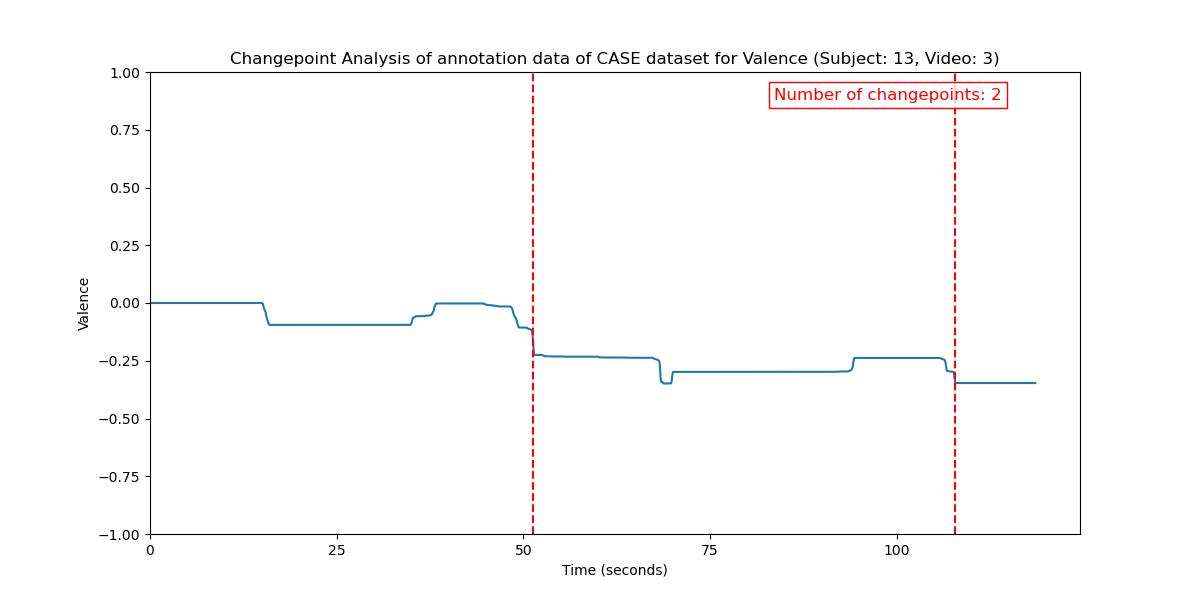 Changepoint Analysis of annotation data of CASE dataset for Valence (Subject: 13, Video: 3)
Number of changepoints: 2
1.00
0.75
0.50
0.25
0.00
−0.25
−0.50
−0.75
−1.00
Valence
0 25 50 75 100
Time (seconds)